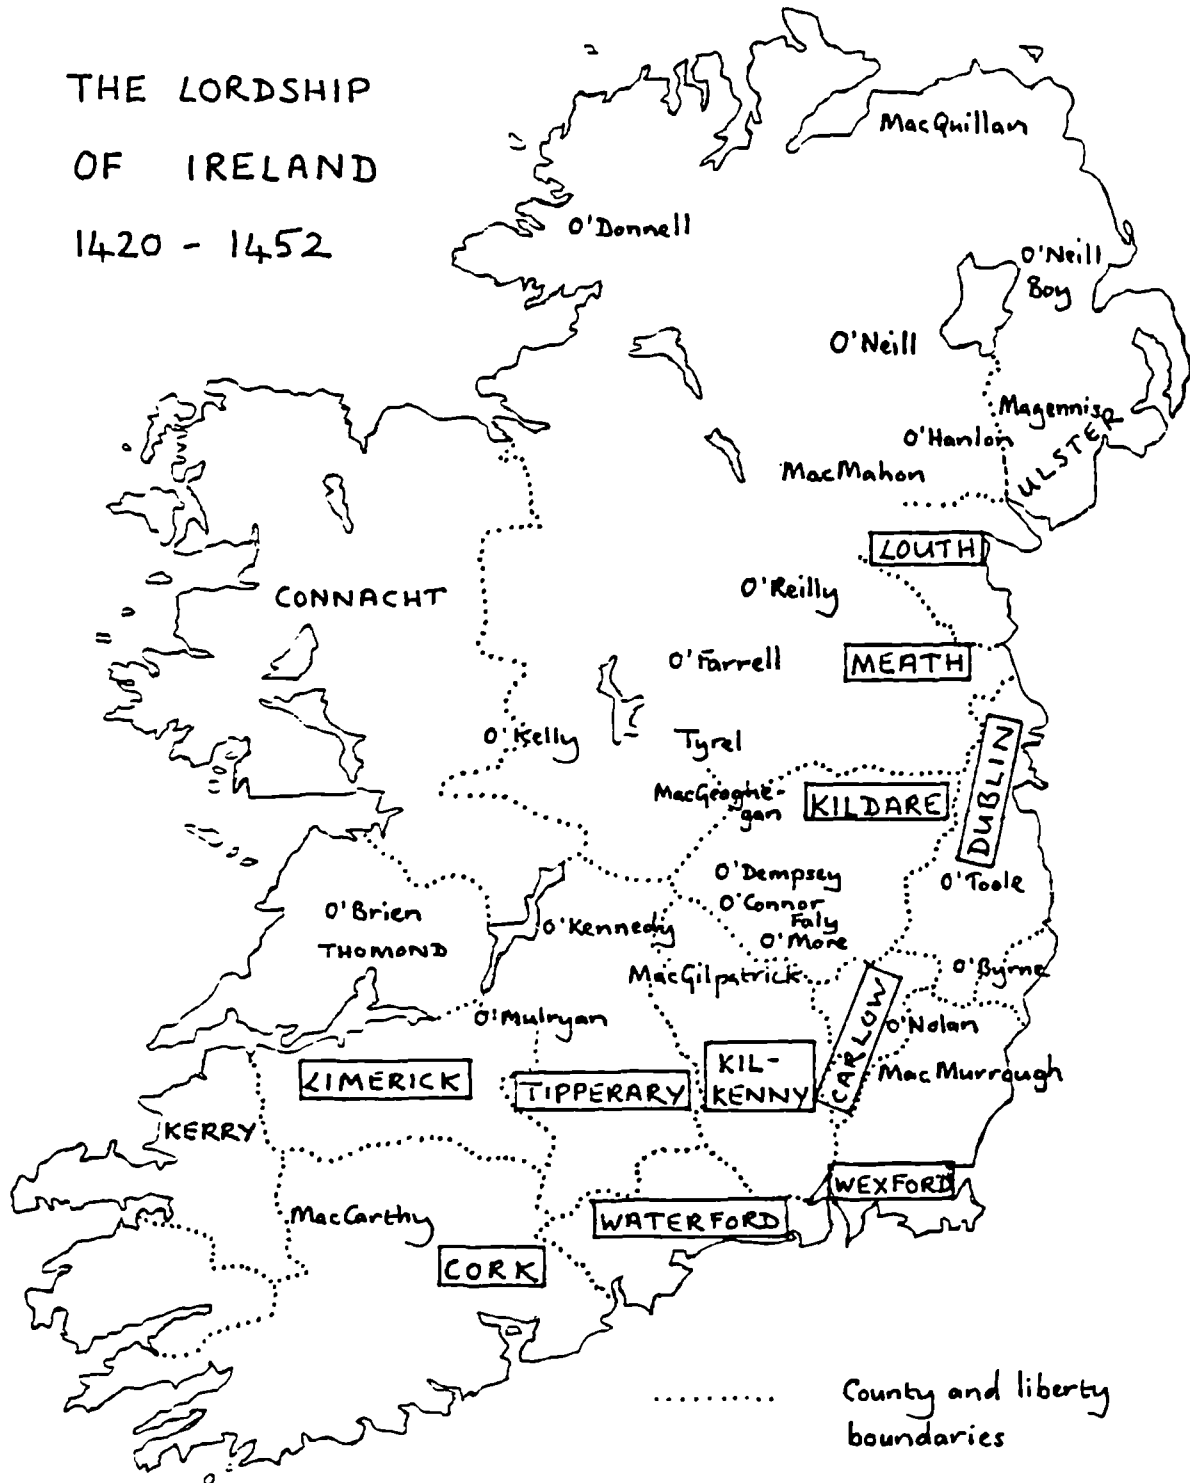 THE LORDSHIP
OF IRELAND
1420 - 1452
MacQuillan
O'Donnell
O'Neill
Boy
O'Neill
Magennis
O'Hanlon
ULSTER
MacMahon
LOUTH
O'Reilly
CONNACHT
O'Farrell
MEATH
O'Kelly
Tyrel
DUBLIN
MacGeoghe-
gan
KILDARE
O'Dempsey
O'Toole
O'Connor
Faly
O'Brien
O'Kennedy
O'More
THOMOND
MacGilpatrick
O'Byrne
CARLOW
O'Mulryan
O'Nolan
LIMERICK
TIPPERARY
KIL-
KENNY
MacMurrough
KERRY
WEXFORD
MacCarthy
WATERFORD
CORK
County and liberty
boundaries